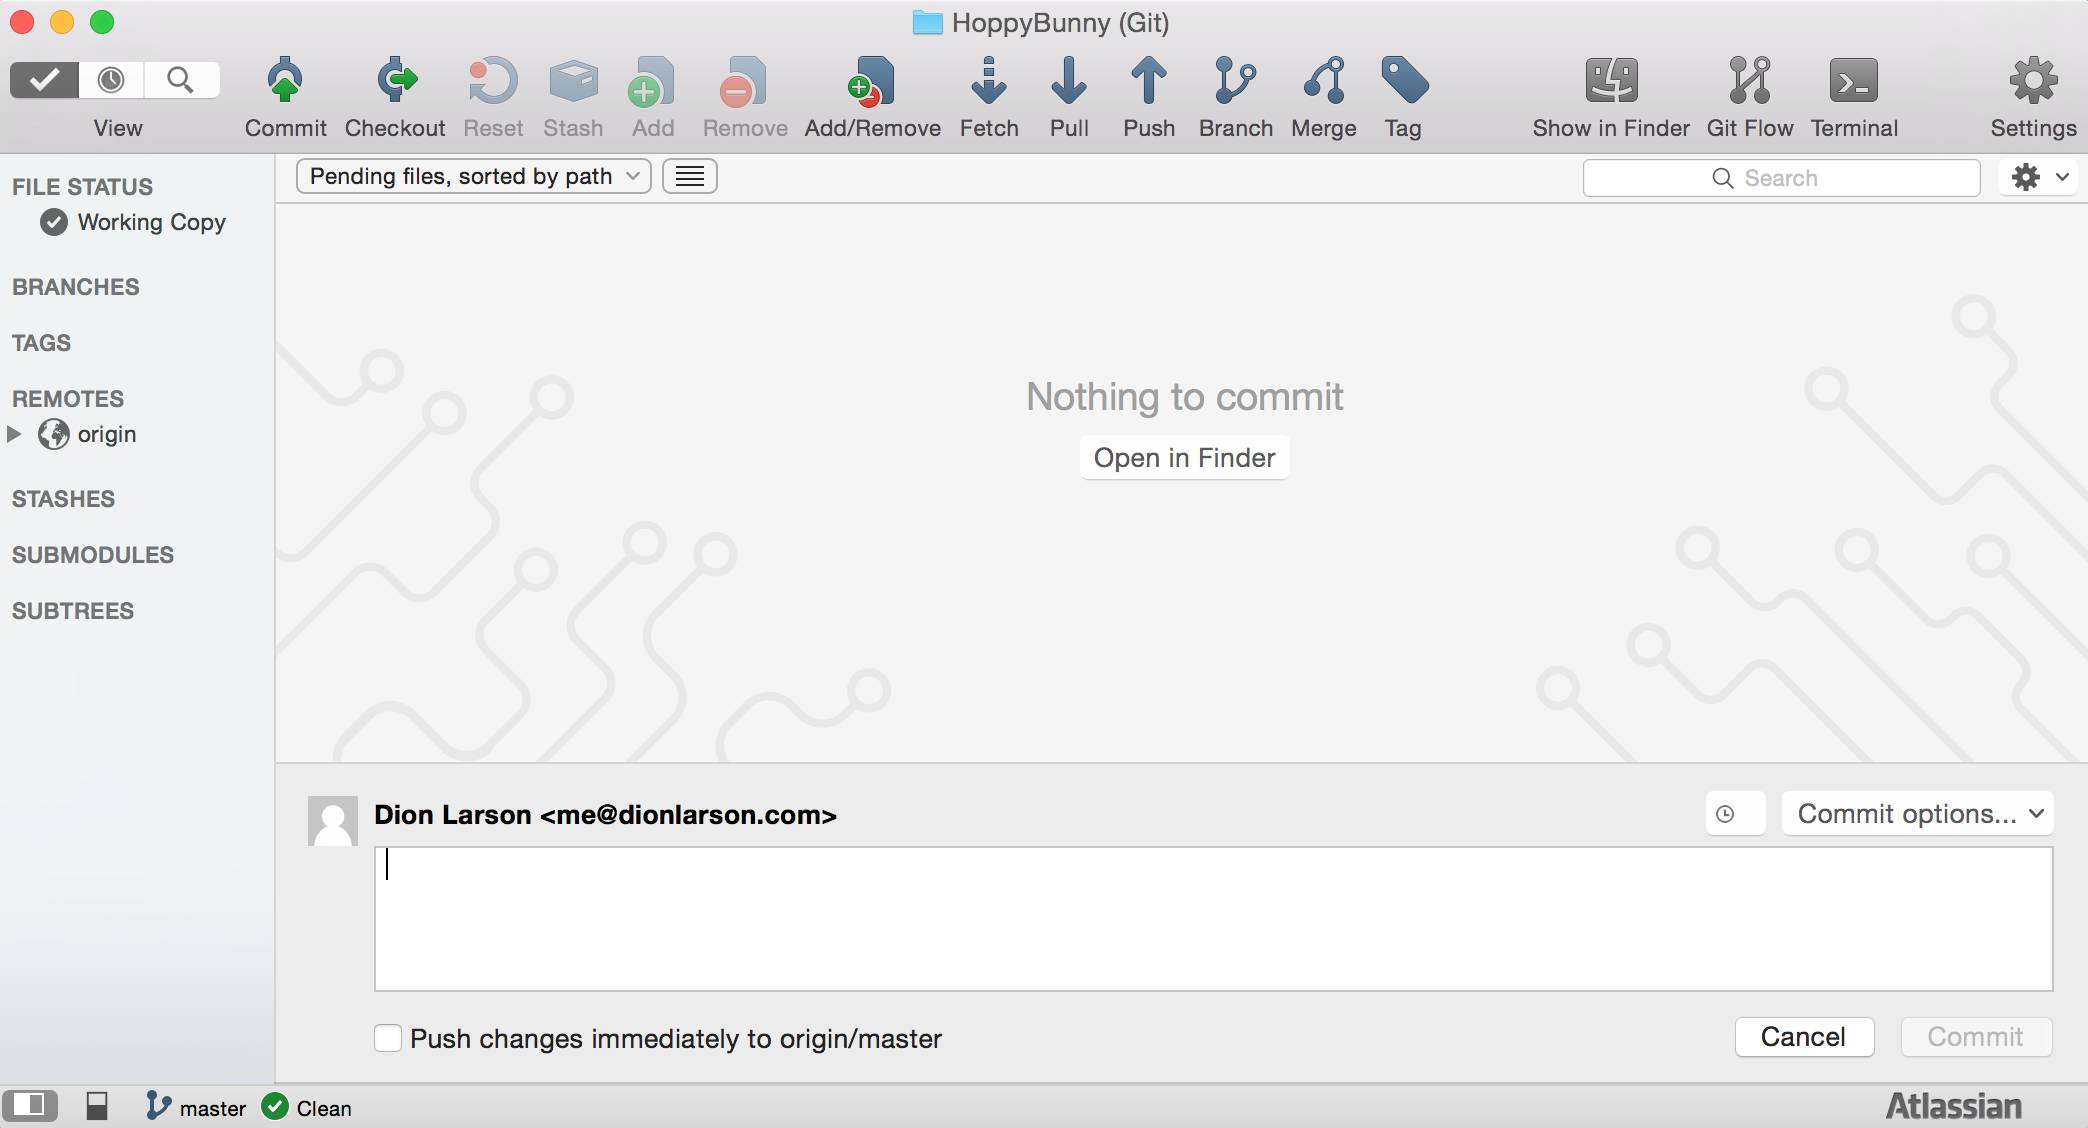 HoppyBunny (Git)
View
Commit
Checkout
Reset
Stash
Add
Remove
Add/Remove
Fetch
Pull
Push
Branch
Merge
Tag
Show in Finder
Git Flow
Terminal
Settings
FILE STATUS
Working Copy
BRANCHES
TAGS
REMOTES
origin
STASHES
SUBMODULES
SUBTREES
Pending files, sorted by path
Search
Nothing to commit
Open in Finder
Dion Larson <me@dionlarson.com>
Commit options...
Push changes immediately to origin/master
Cancel
Commit
master
Clean
Atlassian